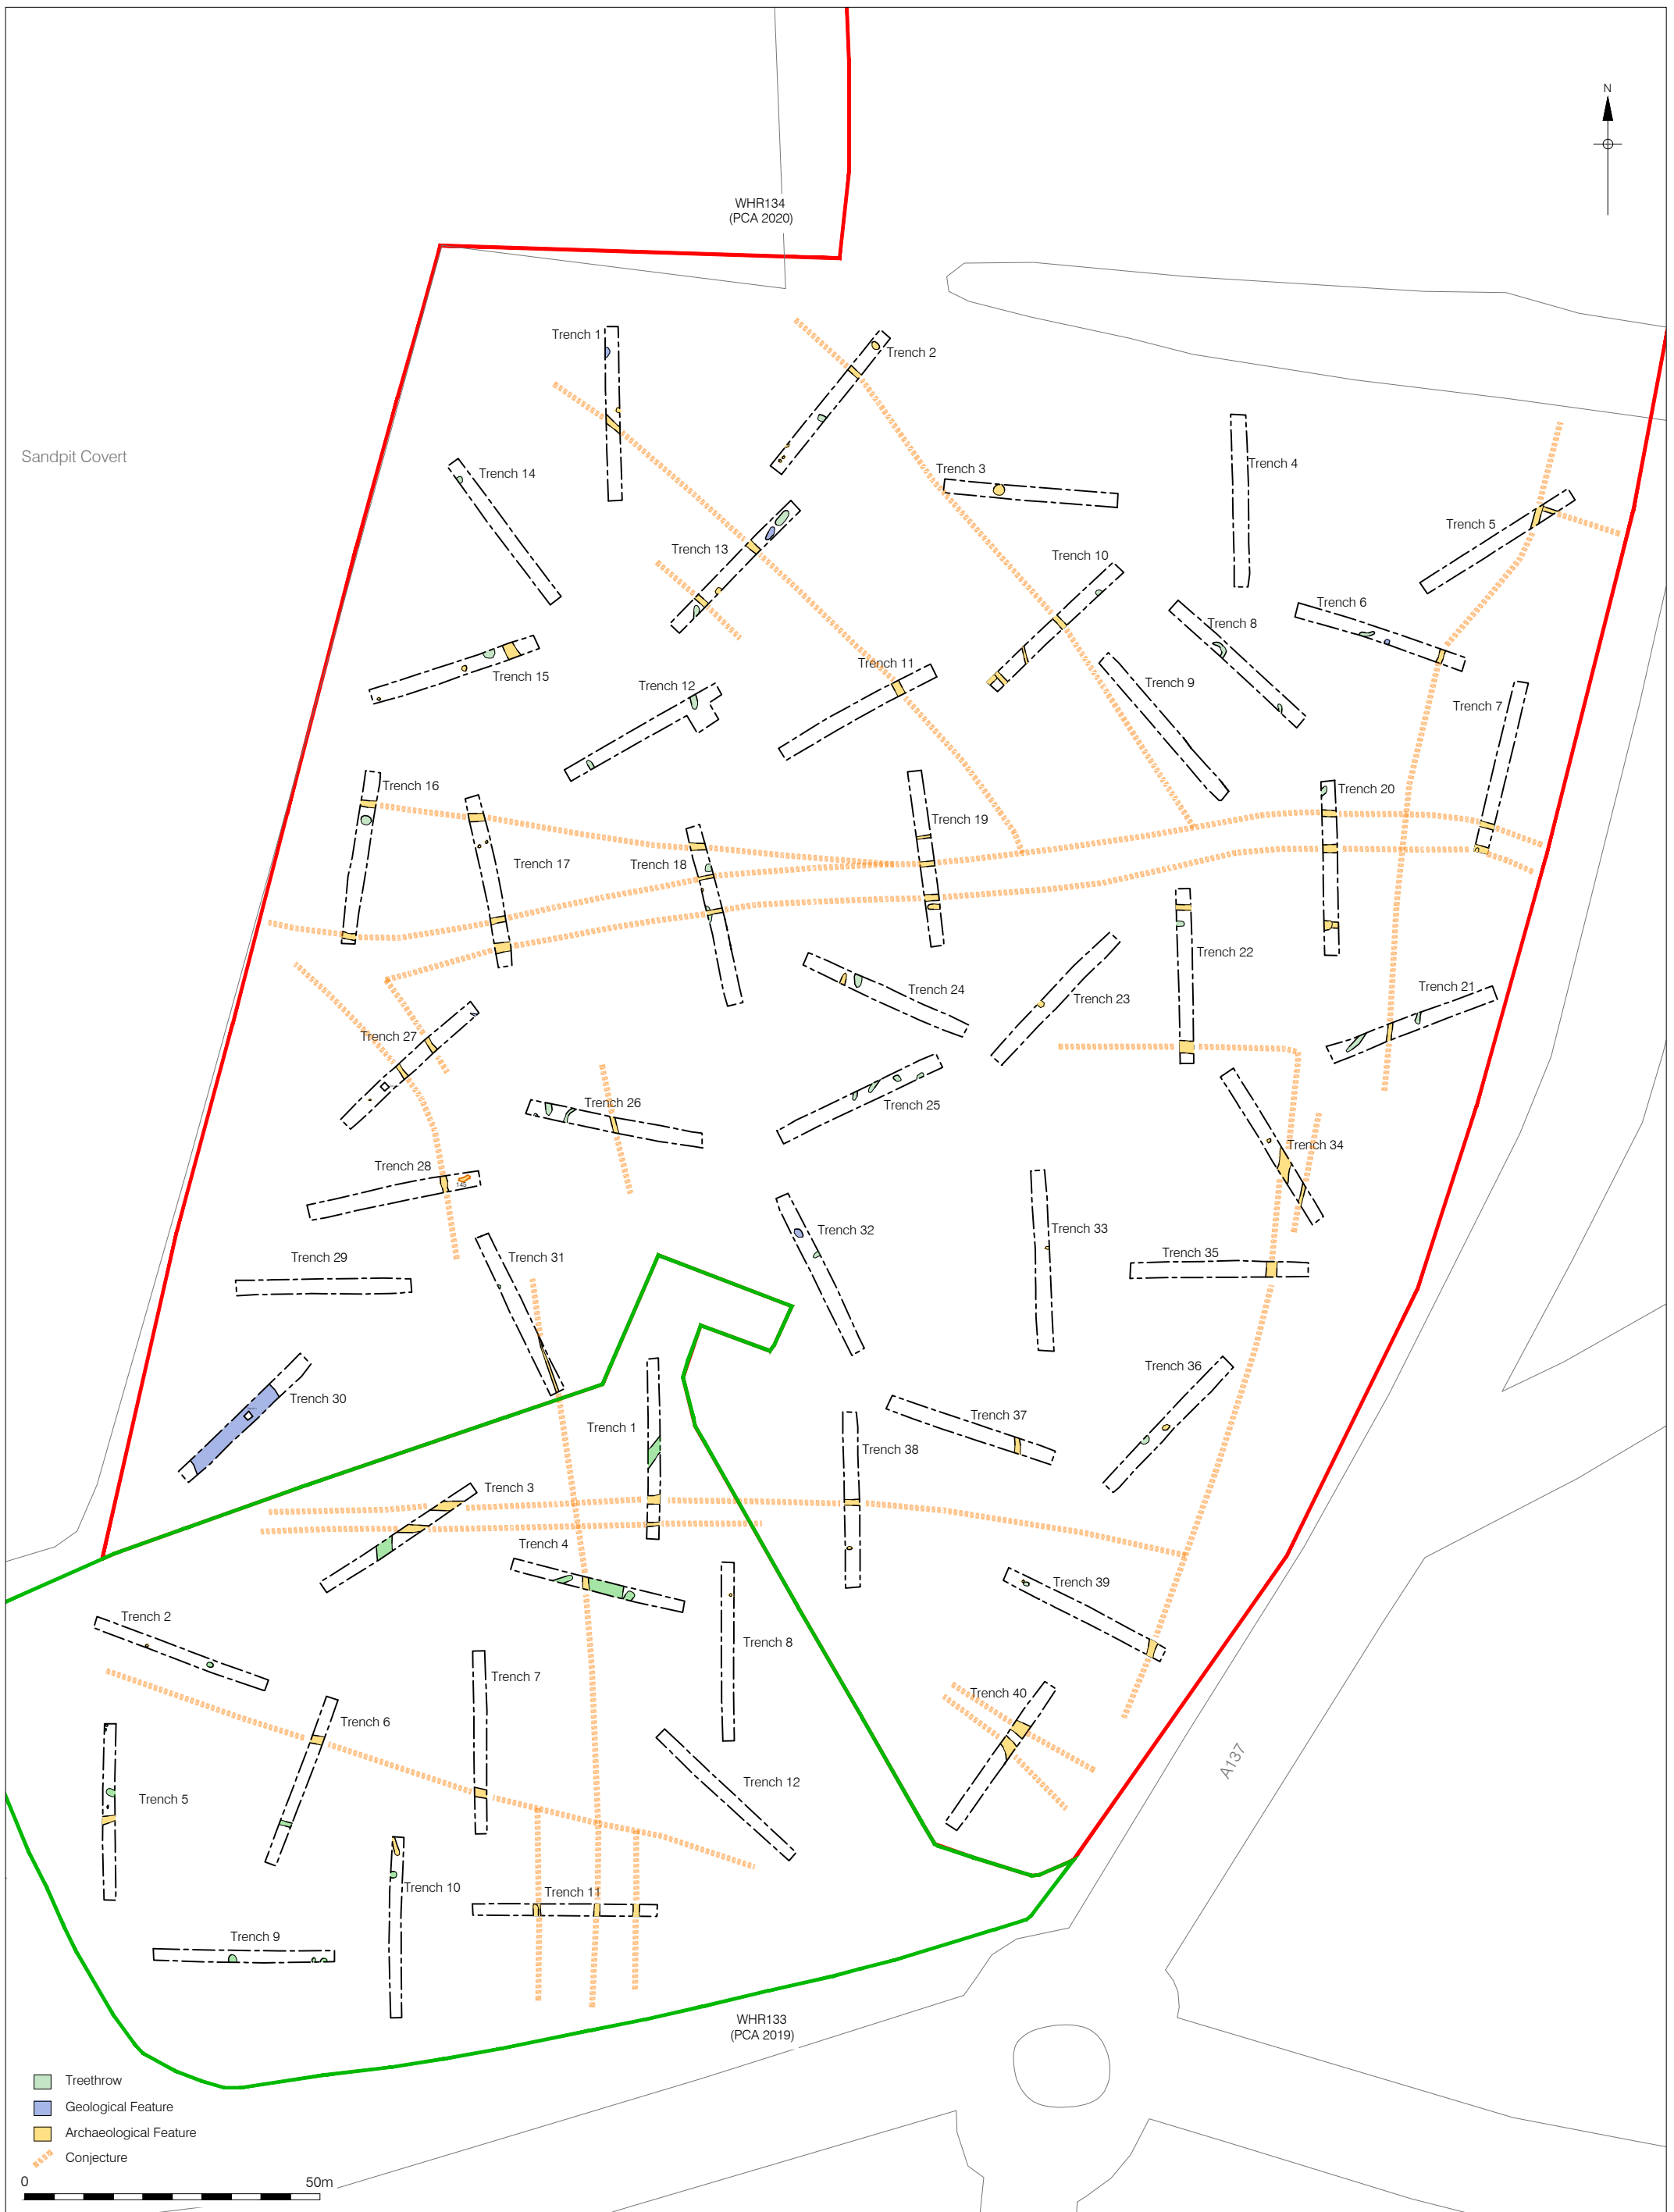 N
WHR134
(PCA 2020)
Trench 1
Trench 2
Sandpit Covert
Trench 14
Trench 3
Trench 4
Trench 5
Trench 13
Trench 10
Trench 6
Trench 8
Trench 15
Trench 12
Trench 11
Trench 9
Trench 7
Trench 16
Trench 20
Trench 19
Trench 17
Trench 18
Trench 22
Trench 24
Trench 23
Trench 21
Trench 27
Trench 26
Trench 25
Trench 34
Trench 28
145
Trench 32
Trench 33
Trench 29
Trench 31
Trench 35
Trench 36
Trench 30
Trench 37
Trench 1
Trench 38
Trench 3
Trench 4
Trench 39
Trench 2
Trench 8
Trench 7
Trench 40
Trench 6
A137
Trench 12
Trench 5
Trench 10
Trench 11
Trench 9
WHR133
(PCA 2019)
Treethrow
Geological Feature
Archaeological Feature
Conjecture
0 50m